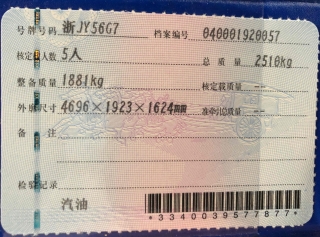 号牌号码 浙JY56G7 档案编号 040001920057
核定载人数 5人 总质量 2510kg
整备质量 1881kg 核定载质量 --
外廓尺寸 4696×1923×1624mm 准牵引总质量 --
备注
检验记录
汽油
*3340039577877*